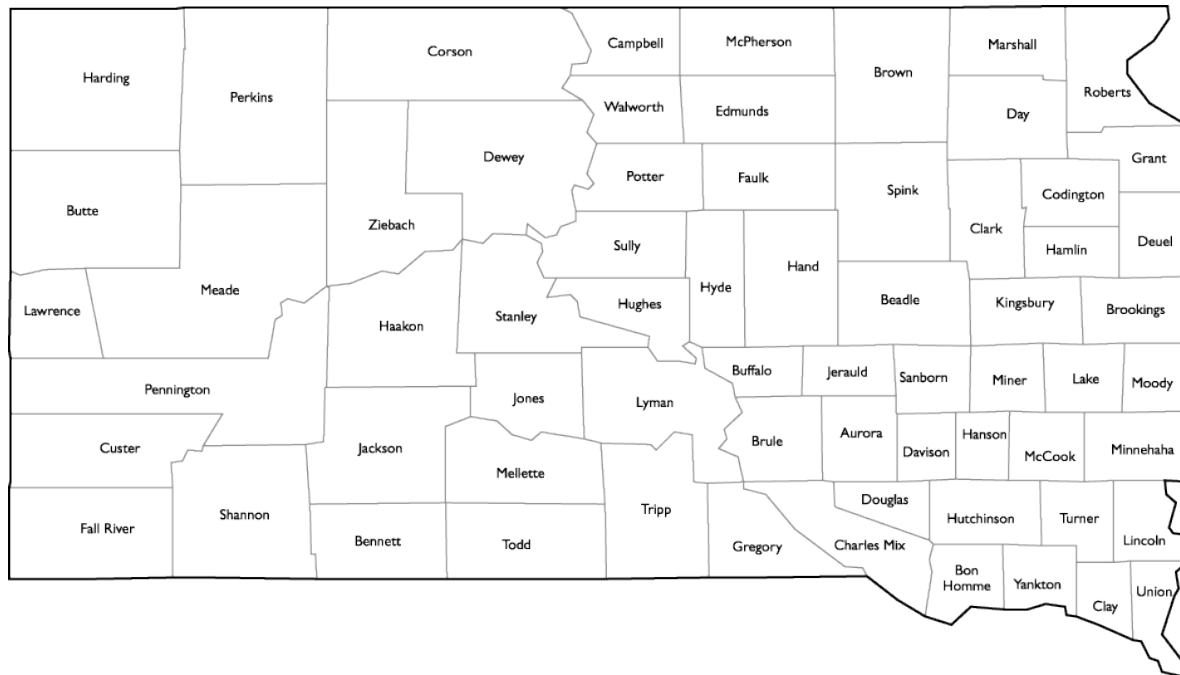 Harding
Perkins
Corson
Campbell
McPherson
Brown
Marshall
Roberts
Walworth
Edmunds
Day
Butte
Ziebach
Dewey
Potter
Faulk
Spink
Clark
Codington
Grant
Hamlin
Deuel
Lawrence
Meade
Haakon
Stanley
Sully
Hughes
Hyde
Hand
Beadle
Kingsbury
Brookings
Pennington
Jones
Lyman
Buffalo
Jerauld
Sanborn
Miner
Lake
Moody
Custer
Jackson
Mellette
Brule
Aurora
Davison
Hanson
McCook
Minnehaha
Fall River
Shannon
Bennett
Todd
Tripp
Gregory
Charles Mix
Douglas
Hutchinson
Turner
Lincoln
Bon
Homme
Yankton
Clay
Union